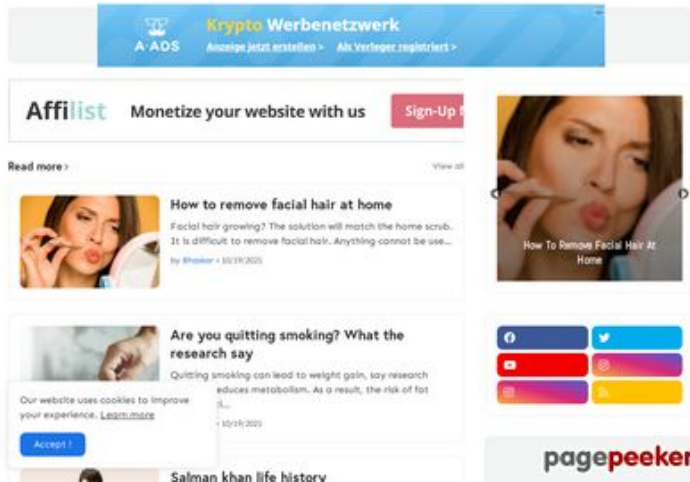 A-ADS
Krypto Werbenetzwerk
Anzeige jetzt erstellen > Als Verleger registriert >
Affilist
Monetize your website with us
Sign-Up
Read more ›
View all
How to remove facial hair at home
Facial hair growing? The solution will match the home scrub.
It is difficult to remove facial hair. Anything cannot be use...
by Bhaskar • 10/19/2021
How To Remove Facial Hair At
Home
Are you quitting smoking? What the
research say
Quitting smoking can lead to weight gain, say research
reduces metabolism. As a result, the risk of fat
• 10/19/2021
Our website uses cookies to improve
your experience. Learn more
Accept !
Salman khan life history
pagepeeker